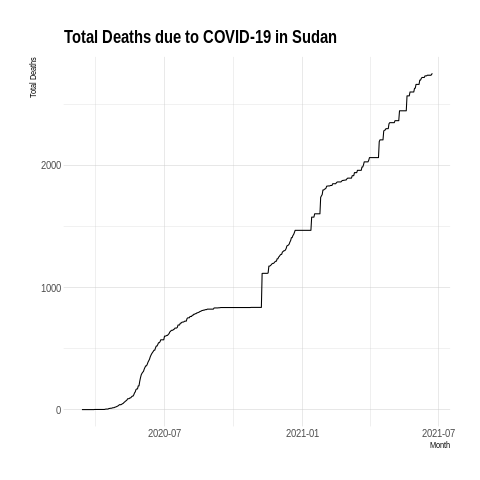 Total Deaths due to COVID-19 in Sudan
Total Deaths
2000
1000
0
2020-07
2021-01
2021-07
Month